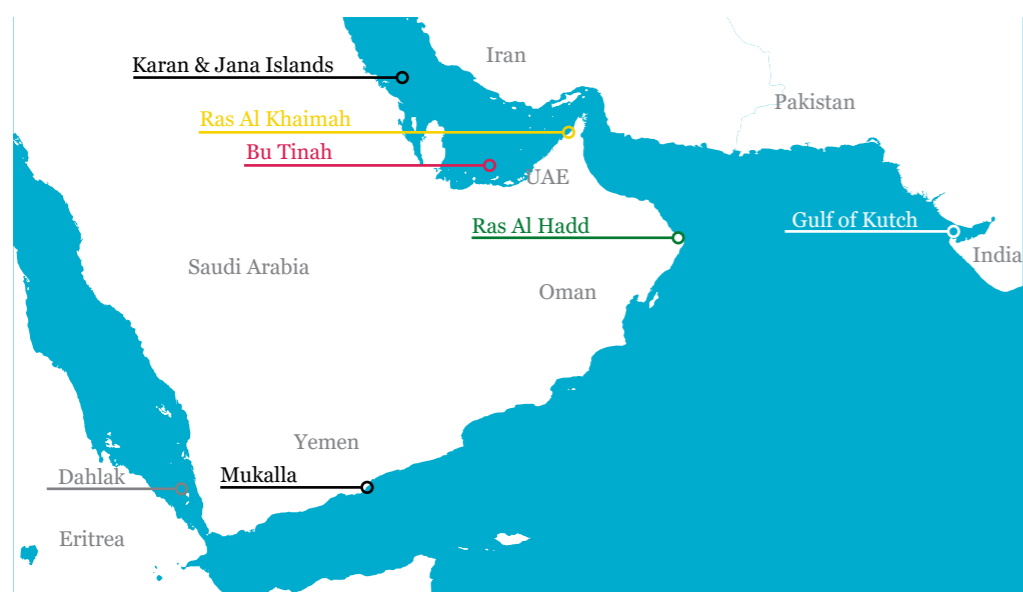 Iran
Karan & Jana Islands
Pakistan
Ras Al Khaimah
Bu Tinah
UAE
Ras Al Hadd
Gulf of Kutch
India
Saudi Arabia
Oman
Yemen
Dahlak
Mukalla
Eritrea